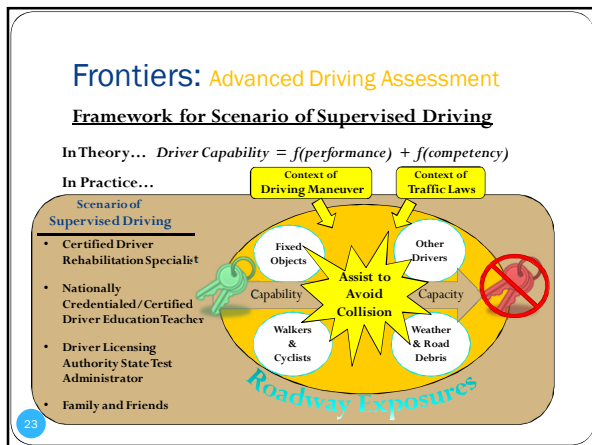 Frontiers: Advanced Driving Assessment
Framework for Scenario of Supervised Driving
In Theory... Driver Capability = f(performance) + f(competency)
In Practice...
Context of
Driving Maneuver
Context of
Traffic Laws
Scenario of
Supervised Driving
• Certified Driver
Rehabilitation Specialist
• Nationally
Credentialed/Certified
Driver Education Teacher
• Driver Licensing
Authority State Test
Administrator
• Family and Friends
Fixed
Objects
Other
Drivers
Assist to
Avoid
Collision
Capability
Capacity
Walkers
&
Cyclists
Weather
& Road
Debris
Roadway Exposures
23